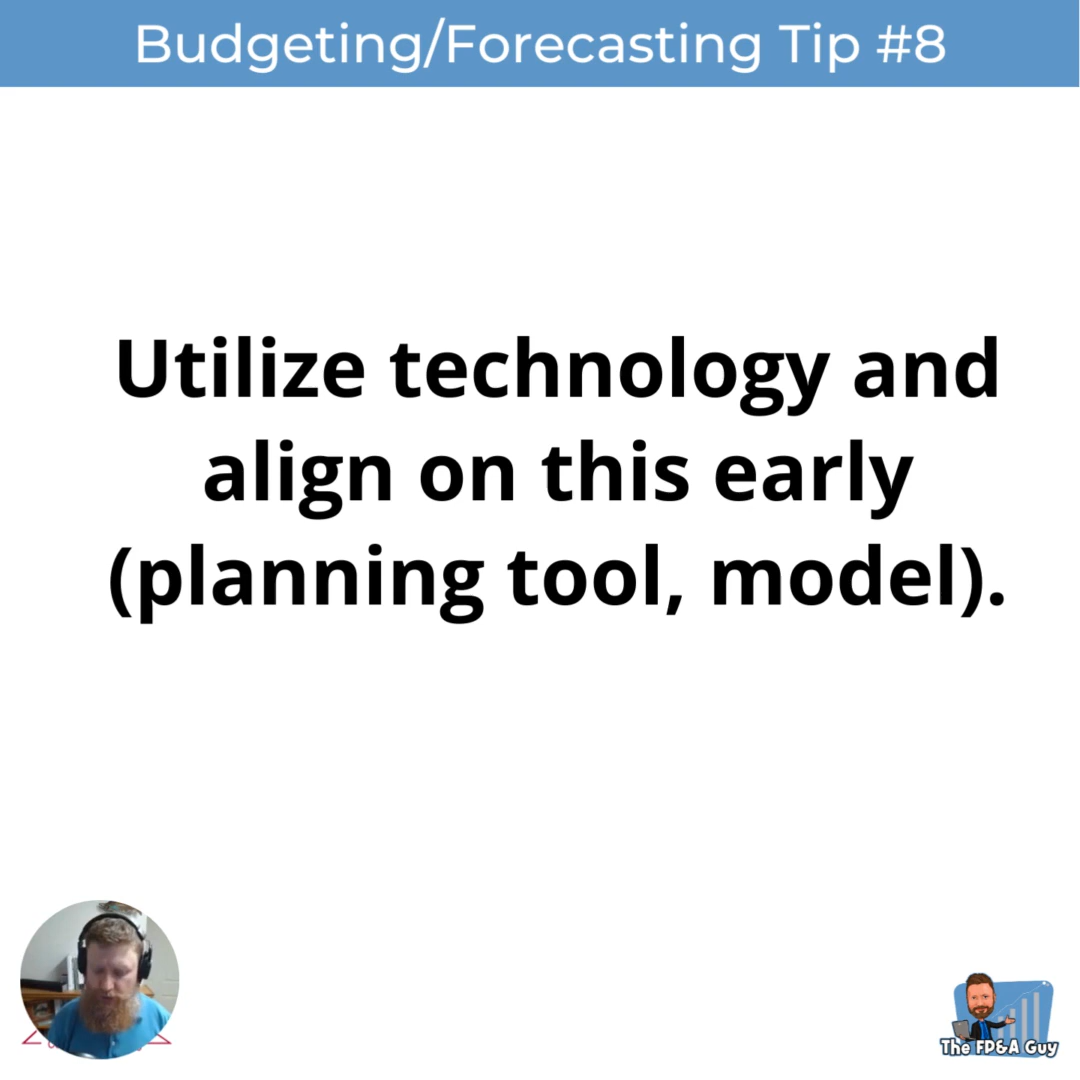 Budgeting/Forecasting Tip #8
Utilize technology and
align on this early
(planning tool, model).
The FP&A Guy